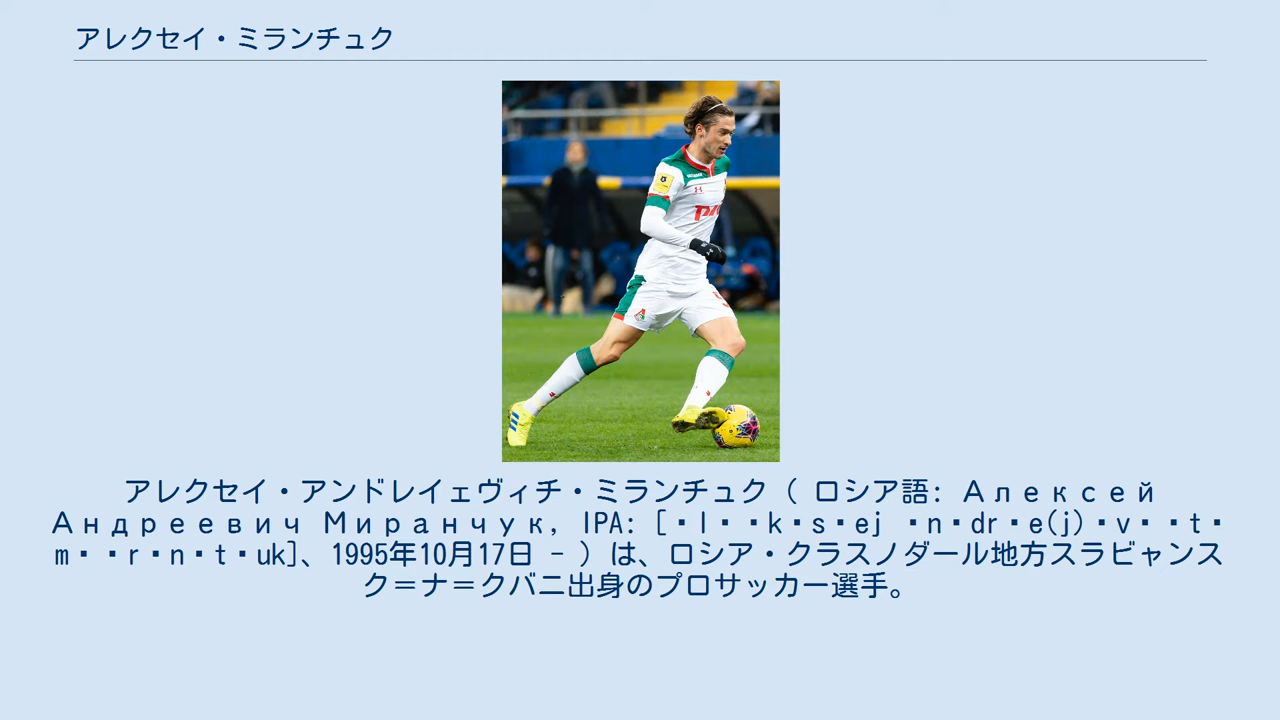 アレクセイ・ミランチュク
РЖД
アレクセイ・アンドレイェヴィチ・ミランチュク（ ロシア語: Алексей
Андреевич Миранчук, IPA: [▪l▪ ▪k▪s▪ej ▪n▪dr▪e(j)▪v▪ ▪t▪
m▪ ▪r▪n▪t▪uk]、1995年10月17日 - ）は、ロシア・クラスノダール地方スラビャンス
ク＝ナ＝クバニ出身のプロサッカー選手。